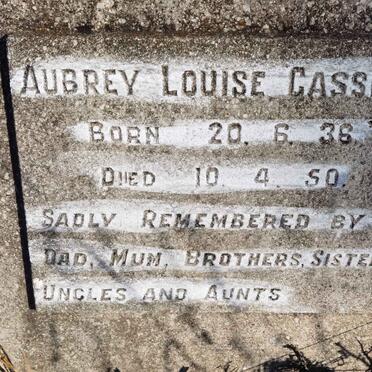 AUBREY LOUISE CASS
BORN 20. 6. 36
DIED 10. 4. 50.
SADLY REMEMBERED BY
DAD, MUM, BROTHERS, SISTE
UNCLES AND AUNTS